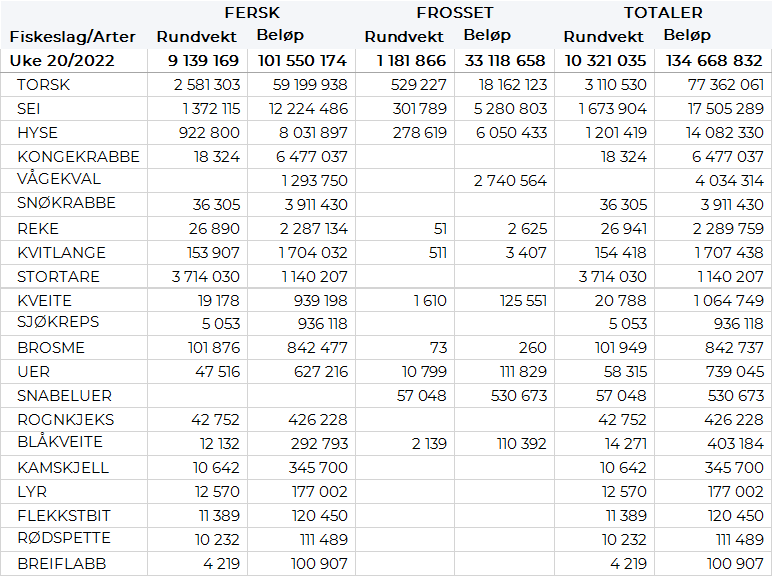 FERSK FROSSET TOTALER
Fiskeslag/Arter Rundvekt Beløp Rundvekt Beløp Rundvekt Beløp
Uke 20/2022 9 139 169 101 550 174 1 181 866 33 118 658 10 321 035 134 668 832
TORSK 2 581 303 59 199 938 529 227 18 162 123 3 110 530 77 362 061
SEI 1 372 115 12 224 486 301 789 5 280 803 1 673 904 17 505 289
HYSE 922 800 8 031 897 278 619 6 050 433 1 201 419 14 082 330
KONGEKRABBE 18 324 6 477 037 18 324 6 477 037
VÅGEKVAL 1 293 750 2 740 564 4 034 314
SNØKRABBE 36 305 3 911 430 36 305 3 911 430
REKE 26 890 2 287 134 51 2 625 26 941 2 289 759
KVITLANGE 153 907 1 704 032 511 3 407 154 418 1 707 438
STORTARE 3 714 030 1 140 207 3 714 030 1 140 207
KVEITE 19 178 939 198 1 610 125 551 20 788 1 064 749
SJØKREPS 5 053 936 118 5 053 936 118
BROSME 101 876 842 477 73 260 101 949 842 737
UER 47 516 627 216 10 799 111 829 58 315 739 045
SNABELUER 57 048 530 673 57 048 530 673
ROGNKJEKS 42 752 426 228 42 752 426 228
BLÅKVEITE 12 132 292 793 2 139 110 392 14 271 403 184
KAMSKJELL 10 642 345 700 10 642 345 700
LYR 12 570 177 002 12 570 177 002
FLEKKSTBIT 11 389 120 450 11 389 120 450
RØDSPETTE 10 232 111 489 10 232 111 489
BREIFLABB 4 219 100 907 4 219 100 907